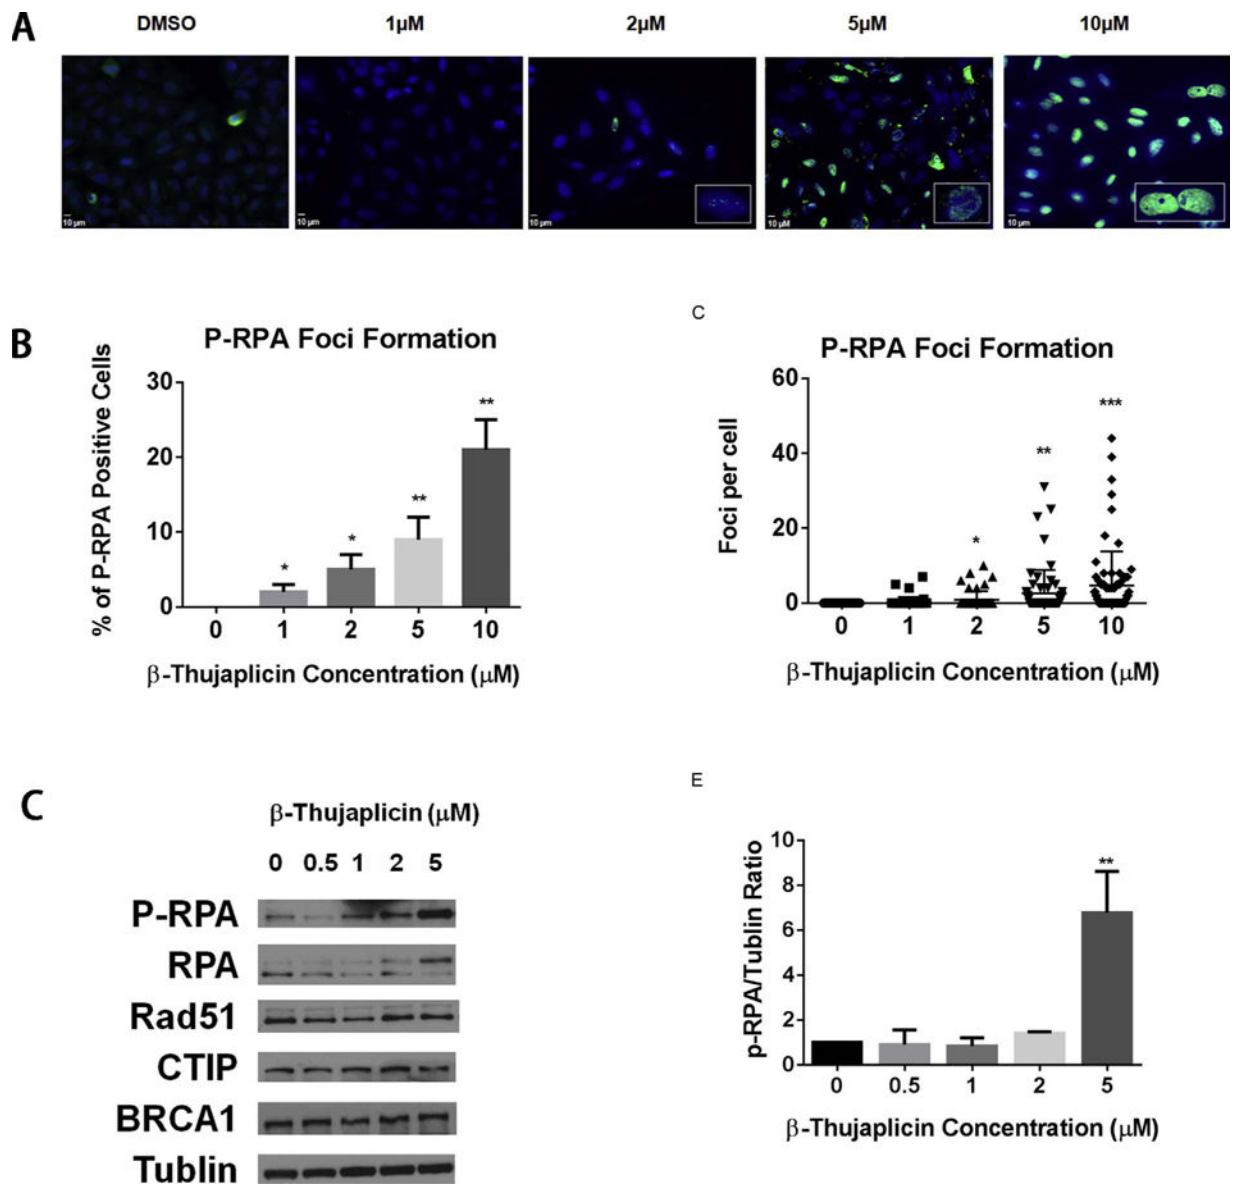 A
DMSO
1µM
2µM
5µM
10µM
10 µm
10 µm
10 µm
10 µM
10 µm
B
P-RPA Foci Formation
% of P-RPA Positive Cells
30
20
10
0
*
*
**
**
0
1
2
5
10
β-Thujaplicin Concentration (μM)
C
P-RPA Foci Formation
Foci per cell
60
40
20
0
*
**
***
0
1
2
5
10
β-Thujaplicin Concentration (μM)
C
β-Thujaplicin (μM)
0 0.5 1 2 5
P-RPA
RPA
Rad51
CTIP
BRCA1
Tublin
E
p-RPA/Tublin Ratio
10
8
6
4
2
0
**
0
0.5
1
2
5
β-Thujaplicin Concentration (μM)